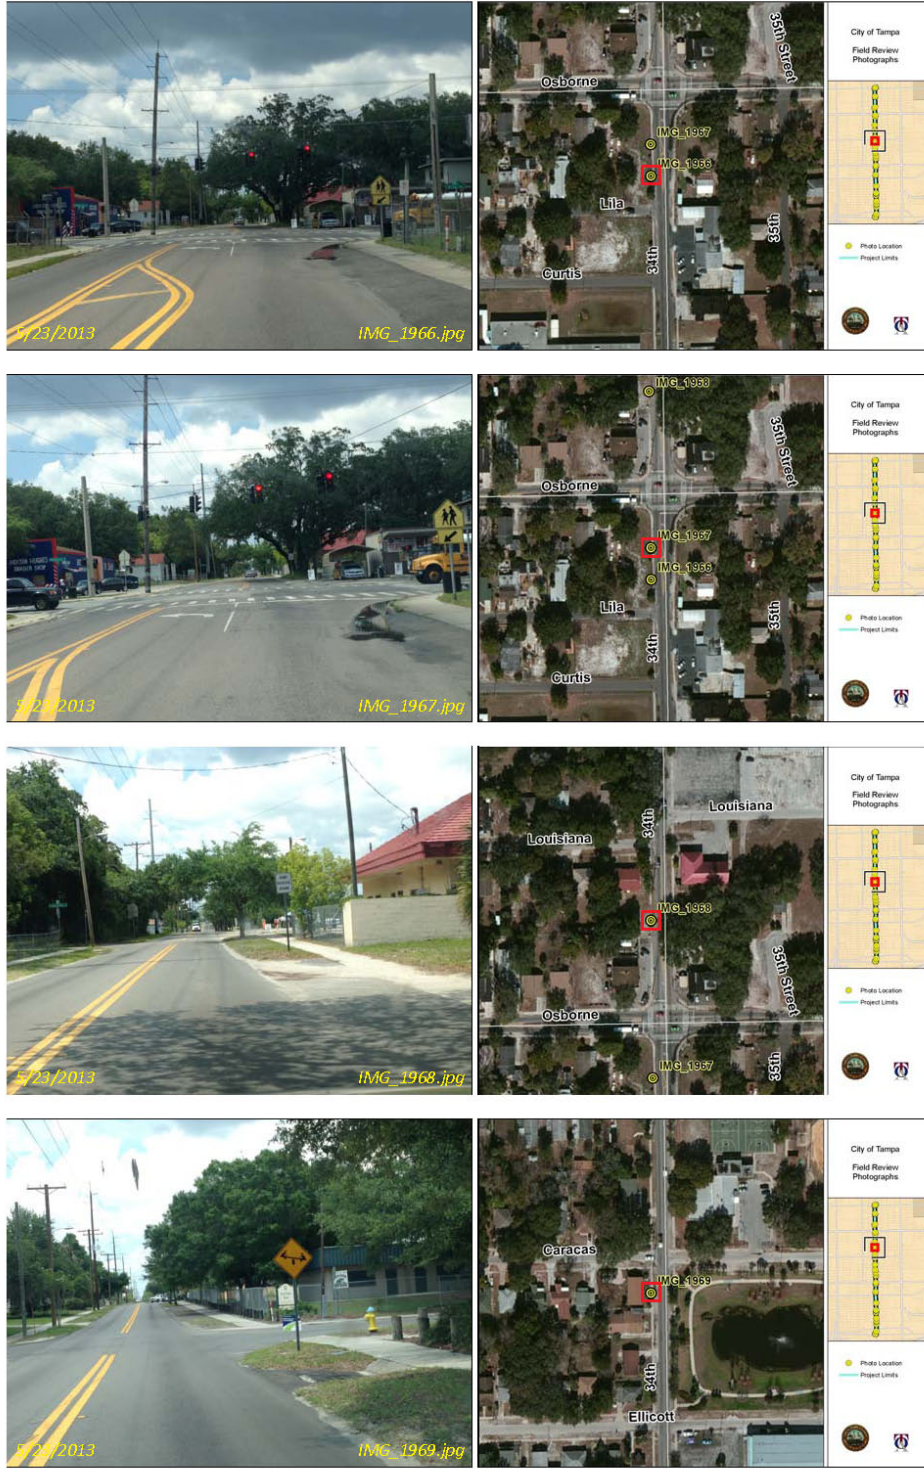 5/23/2013
IMG_1966.jpg
Osborne
35th Street
IMG_1967
IMG_1966
Lila
34th
35th
Curtis
City of Tampa
Field Review
Photographs
Photo Location
Project Limits
5/23/2013
IMG_1967.jpg
IMG_1968
Osborne
35th Street
IMG_1967
IMG_1966
Lila
34th
35th
Curtis
City of Tampa
Field Review
Photographs
Photo Location
Project Limits
5/23/2013
IMG_1968.jpg
34th
Louisiana
Louisiana
IMG_1968
35th Street
Osborne
IMG_1967
35th
City of Tampa
Field Review
Photographs
Photo Location
Project Limits
5/23/2013
IMG_1969.jpg
Caracas
IMG_1969
34th
Ellicott
City of Tampa
Field Review
Photographs
Photo Location
Project Limits